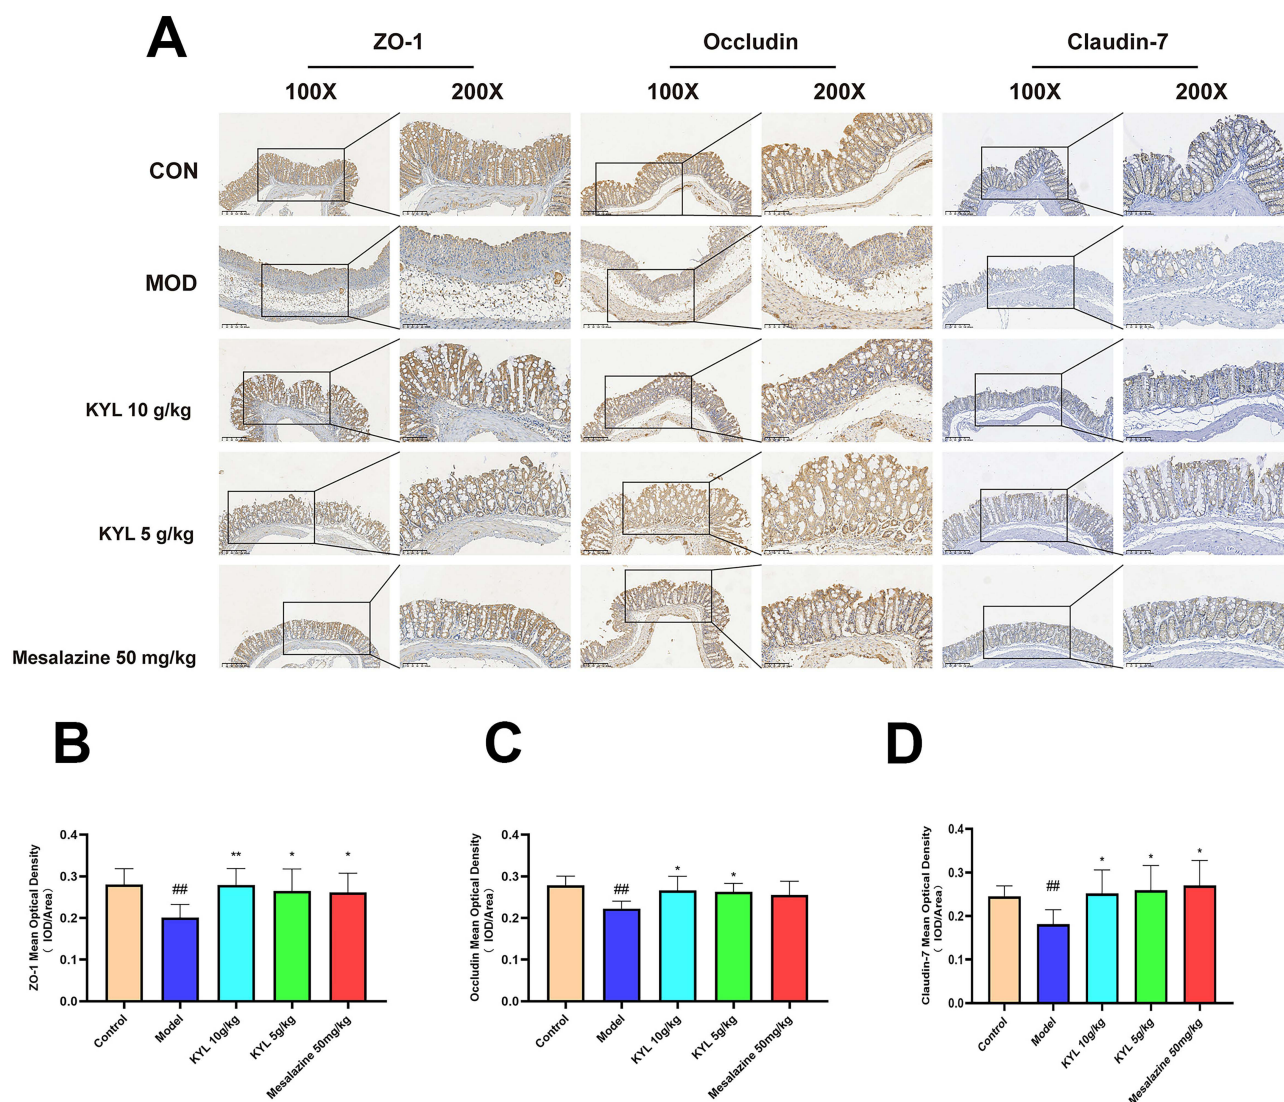 A
ZO-1 Occludin Claudin-7
100X 200X 100X 200X 100X 200X
CON
MOD
KYL 10 g/kg
KYL 5 g/kg
Mesalazine 50 mg/kg
B
ZO-1 Mean Optical Density
( IOD/Area)
0.4
0.3
0.2
0.1
0.0
## ** * *
Control Model KYL 10g/kg KYL 5g/kg Mesalazine 50mg/kg
C
Occludin Mean Optical Density
( IOD/Area)
0.4
0.3
0.2
0.1
0.0
## * *
Control Model KYL 10g/kg KYL 5g/kg Mesalazine 50mg/kg
D
Claudin-7 Mean Optical Density
( IOD/Area)
0.4
0.3
0.2
0.1
0.0
## * * *
Control Model KYL 10g/kg KYL 5g/kg Mesalazine 50mg/kg